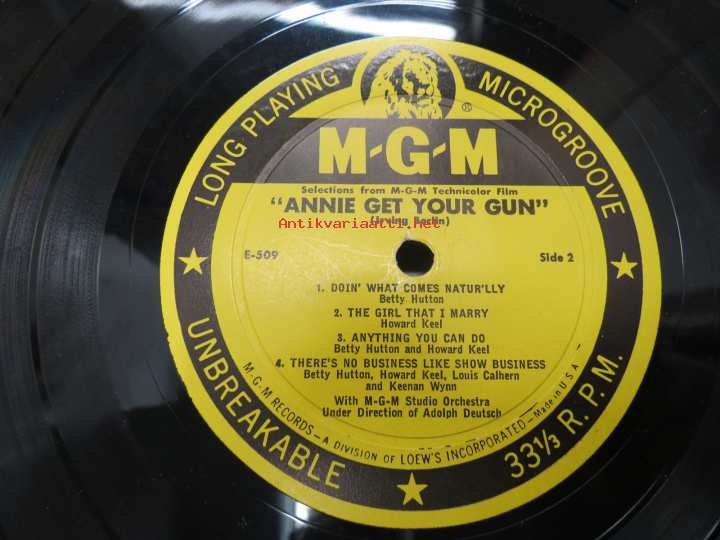 LONG PLAYING MICROGROOVE
®
M-G-M
Selections from M-G-M Technicolor Film
"ANNIE GET YOUR GUN"
(Irving Berlin)
Antikvariaatti.net
E-509
Side 2
1. DOIN' WHAT COMES NATUR'LLY
Betty Hutton
2. THE GIRL THAT I MARRY
Howard Keel
3. ANYTHING YOU CAN DO
Betty Hutton and Howard Keel
4. THERE'S NO BUSINESS LIKE SHOW BUSINESS
Betty Hutton, Howard Keel, Louis Calhern
and Keenan Wynn
With M-G-M Studio Orchestra
Under Direction of Adolph Deutsch
M-G-M RECORDS—A DIVISION OF LOEW'S INCORPORATED—Made in U.S.A.
UNBREAKABLE
33⅓ R.P.M.